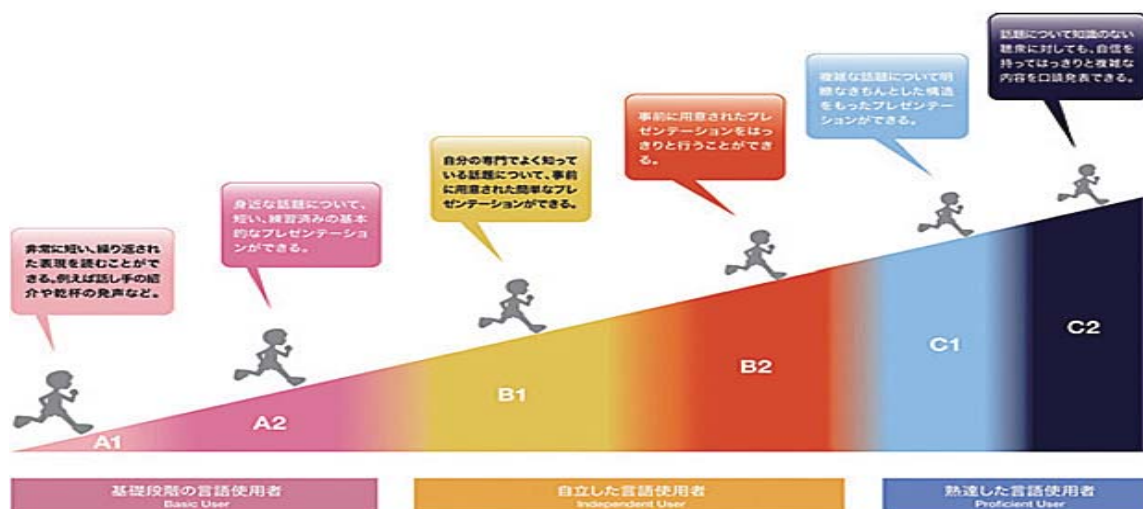 非常に短い、繰り返され
た表現を読むことがで
きる。例えば話し手の紹
介や乾杯の発声など。
身近な話題について、
短い、練習済みの基本
的なプレゼンテーショ
ンができる。
自分の専門でよく知って
いる話題について、事前
に用意された簡単なプレ
ゼンテーションができる。
事前に用意されたプレ
ゼンテーションをはっ
きりと行うことができ
る。
複雑な話題について明
瞭なきちんとした構造
をもったプレゼンテー
ションができる。
話題について知識のない
聴衆に対しても、自信を
持ってはっきりと複雑な
内容を口頭発表できる。
A1
A2
B1
B2
C1
C2
基礎段階の言語使用者
Basic User
自立した言語使用者
Independent User
熟達した言語使用者
Proficient User